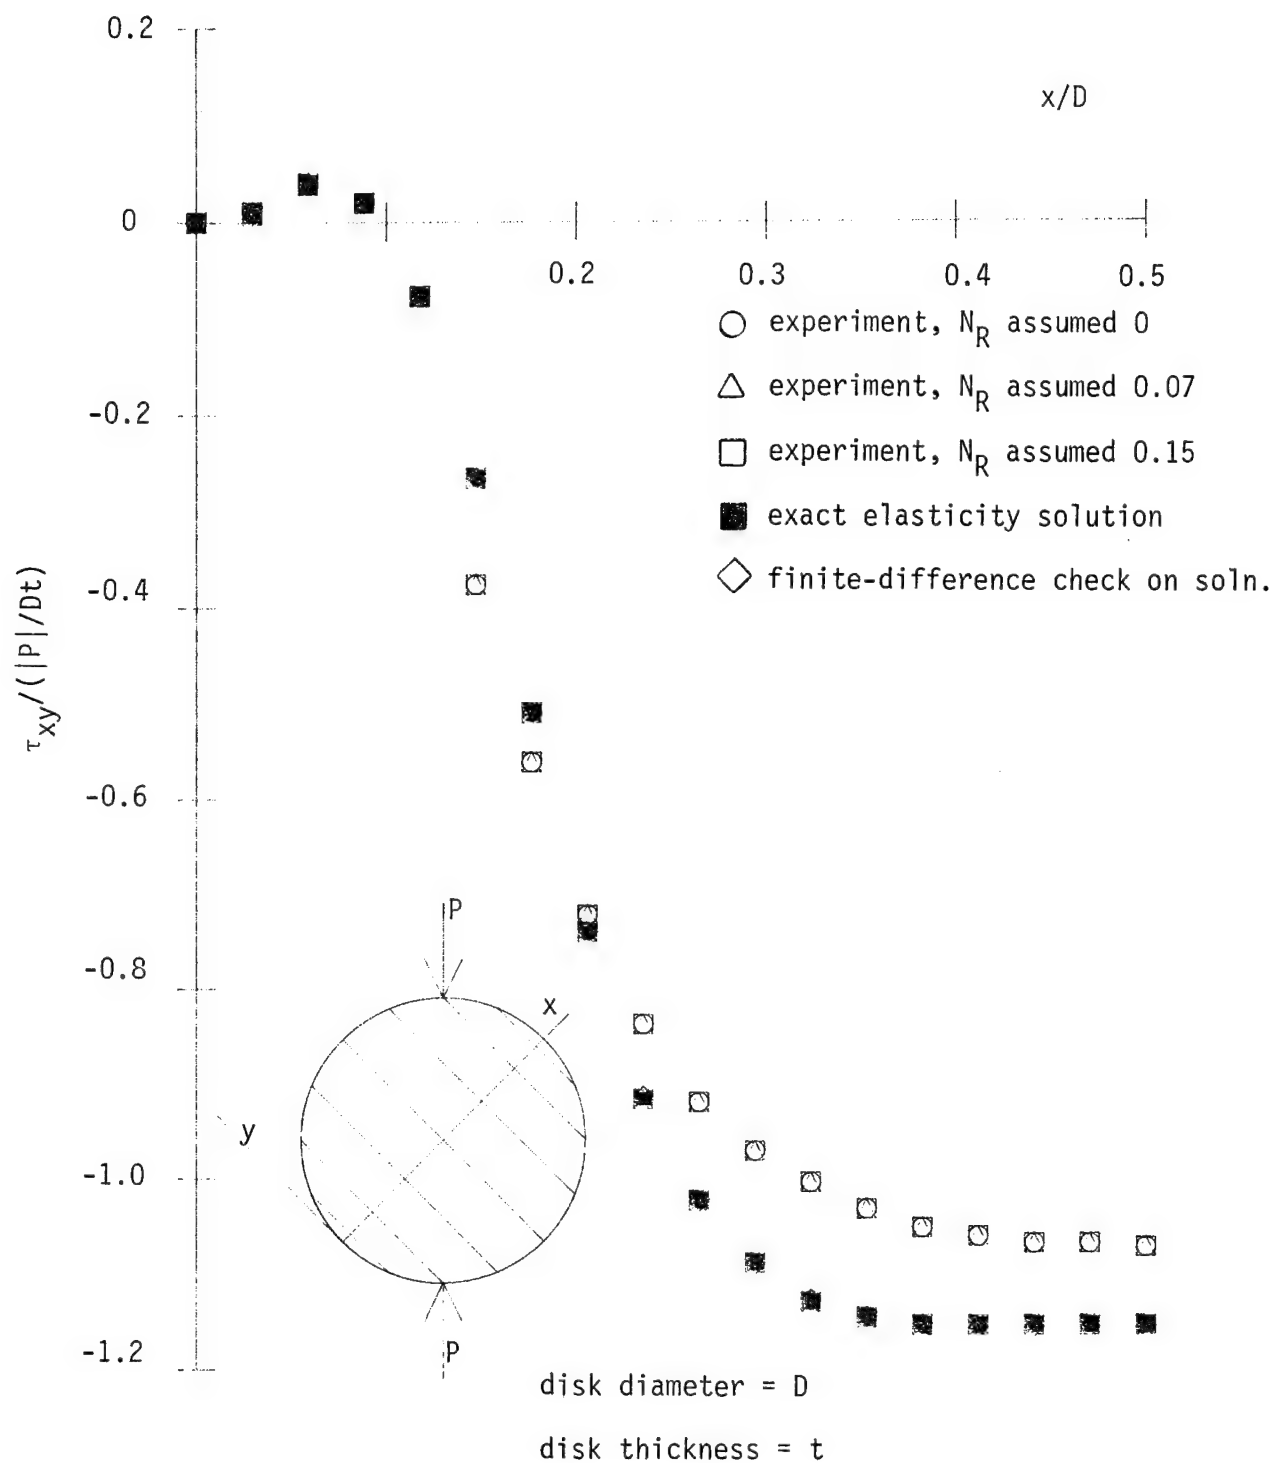 0.2
x/D
0
0.2 0.3 0.4 0.5
○ experiment, N_R assumed 0
△ experiment, N_R assumed 0.07
□ experiment, N_R assumed 0.15
■ exact elasticity solution
◇ finite-difference check on soln.
-0.2
-0.4
τ_xy/(|P|/Dt)
-0.6
-0.8
-1.0
-1.2
P
x
y
P
disk diameter = D
disk thickness = t